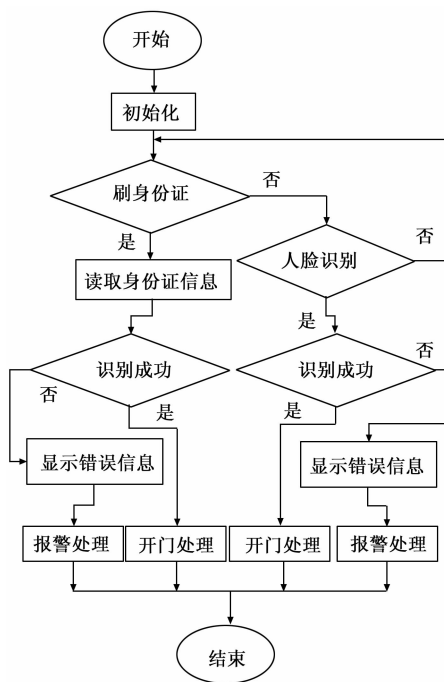 开始
初始化
刷身份证
否
是
读取身份证信息
人脸识别
否
是
识别成功
否
是
识别成功
否
是
显示错误信息
显示错误信息
报警处理
开门处理
开门处理
报警处理
结束